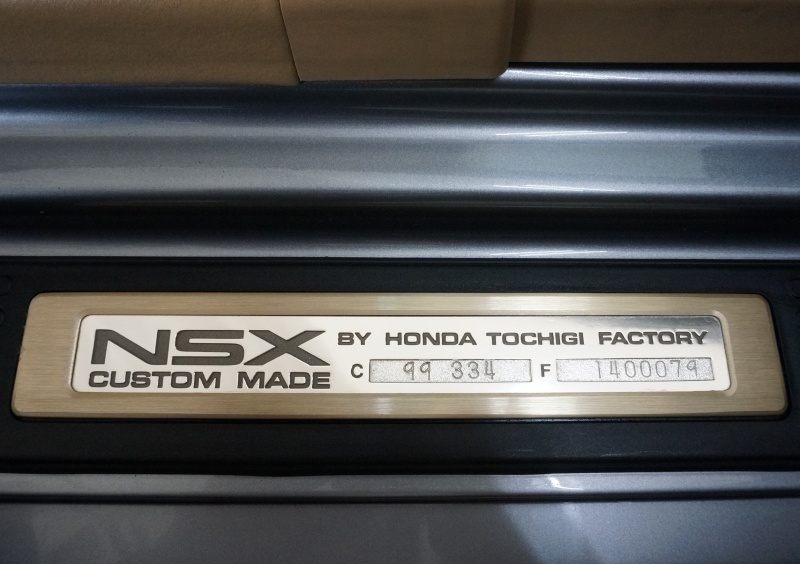 NSX BY HONDA TOCHIGI FACTORY
CUSTOM MADE C 99 334 F 1400079